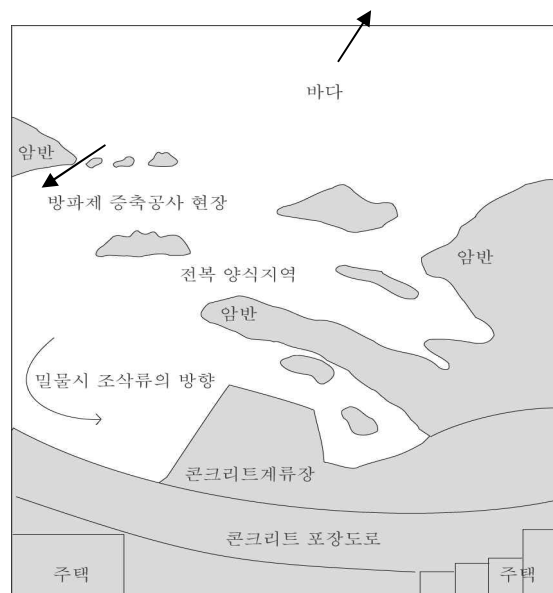 바다
암반
방파제 증축공사 현장
암반
전복 양식지역
암반
밀물시 조삭류의 방향
콘크리트계류장
콘크리트 포장도로
주택
주택